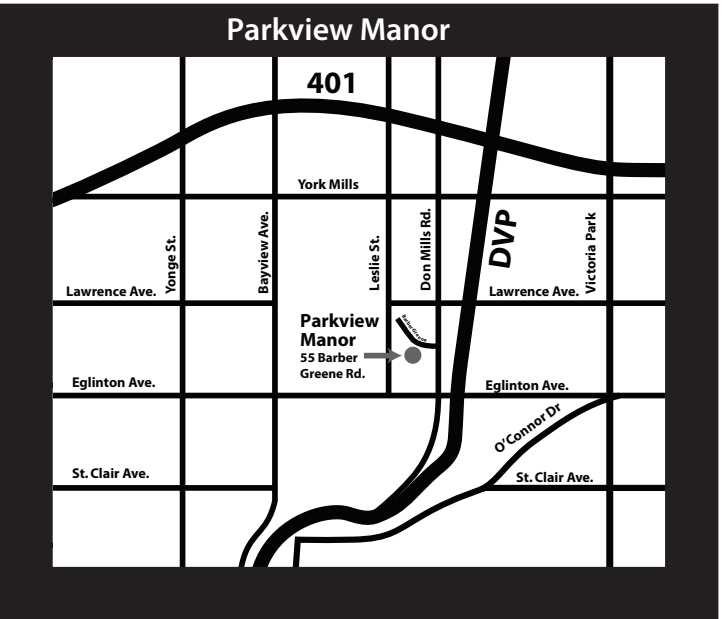 Parkview Manor
401
York Mills
Yonge St.
Bayview Ave.
Leslie St.
Don Mills Rd.
DVP
Victoria Park
Lawrence Ave.
Lawrence Ave.
Barber Greene
Parkview
Manor
55 Barber
Greene Rd.
Eglinton Ave.
Eglinton Ave.
O'Connor Dr
St. Clair Ave.
St. Clair Ave.